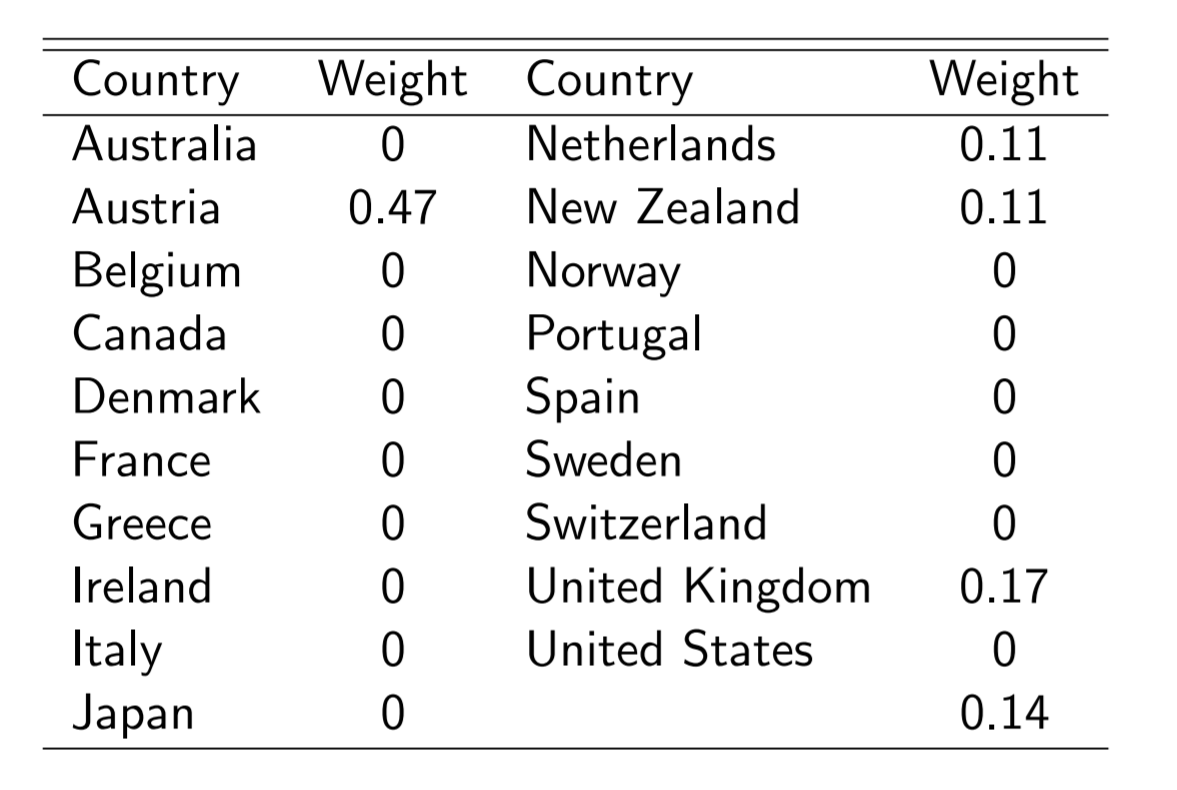 Country Weight Country Weight
Australia 0 Netherlands 0.11
Austria 0.47 New Zealand 0.11
Belgium 0 Norway 0
Canada 0 Portugal 0
Denmark 0 Spain 0
France 0 Sweden 0
Greece 0 Switzerland 0
Ireland 0 United Kingdom 0.17
Italy 0 United States 0
Japan 0 0.14